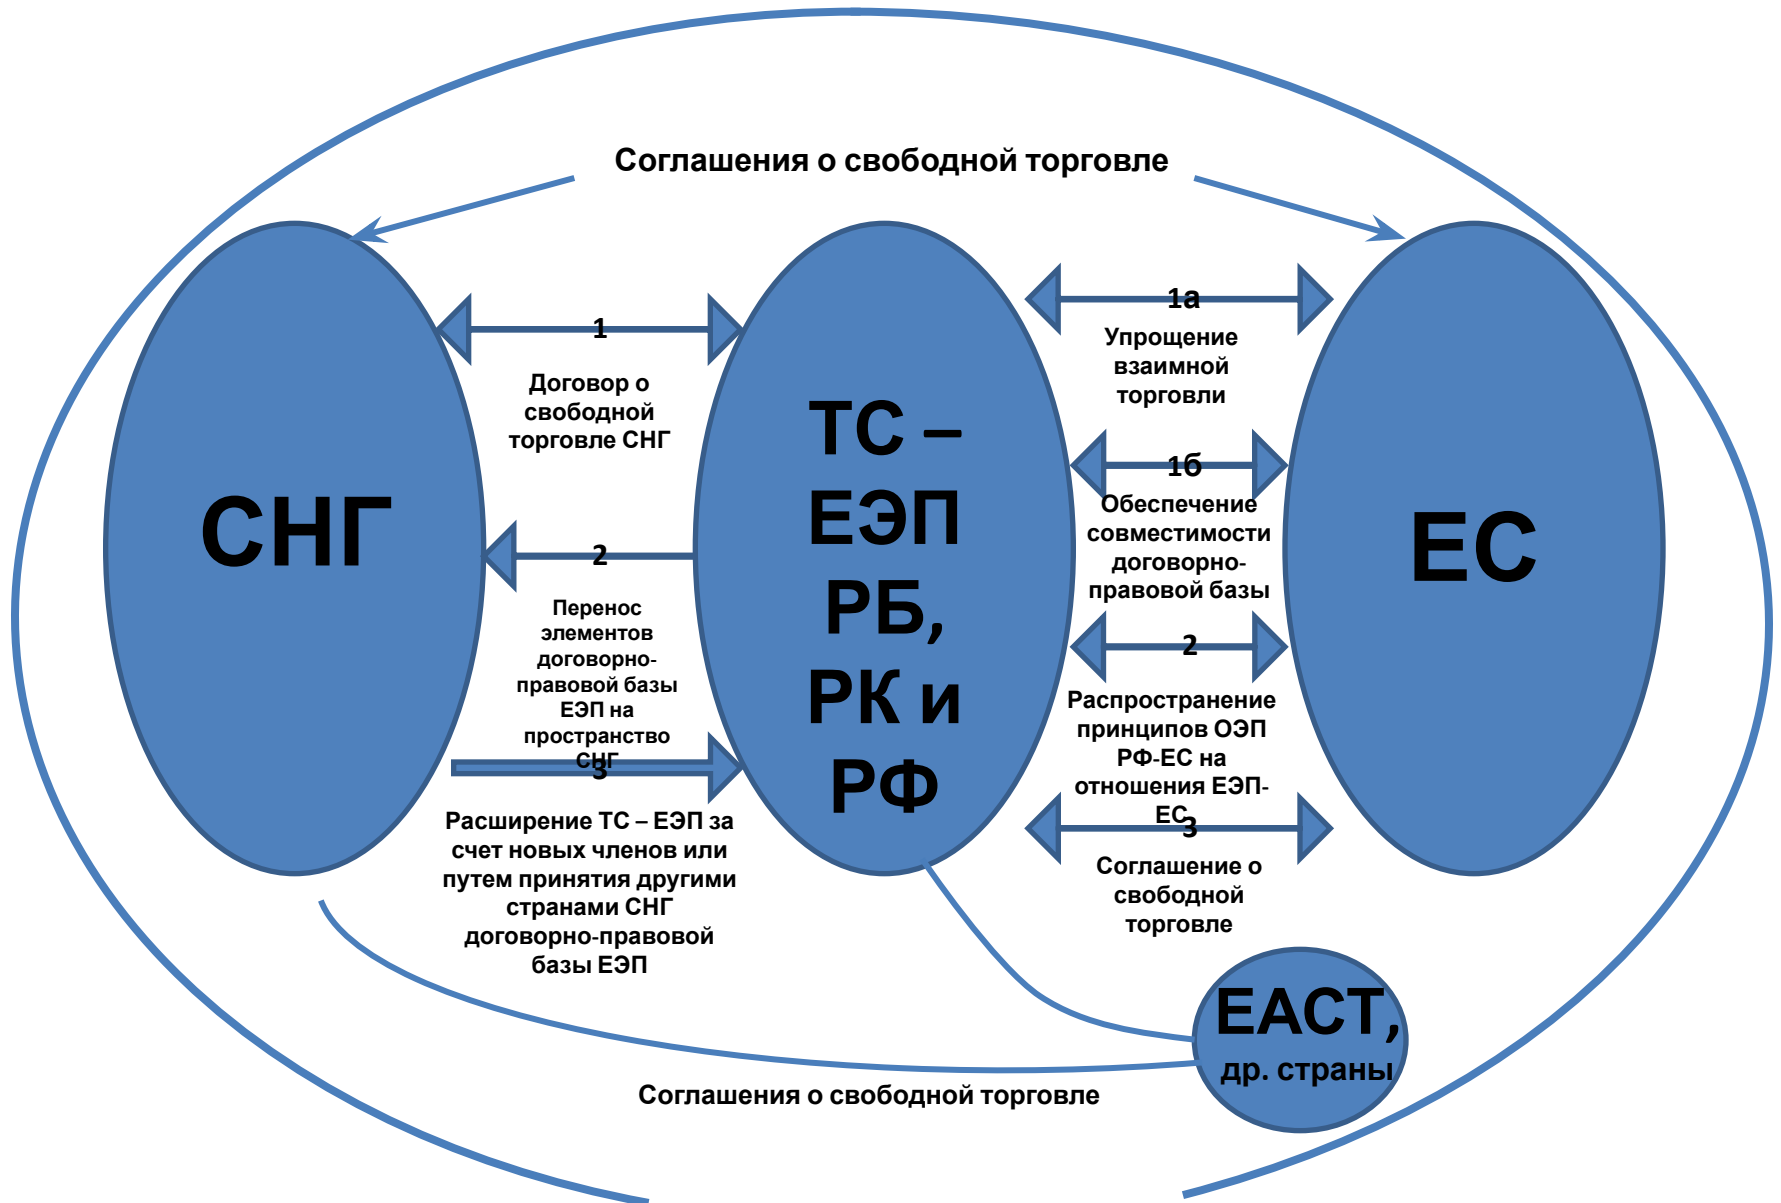 Соглашения о свободной торговле
СНГ
1
Договор о
свободной
торговле СНГ
2
Перенос
элементов
договорно-
правовой базы
ЕЭП на
пространство
СНГ
3
Расширение ТС – ЕЭП за
счет новых членов или
путем принятия другими
странами СНГ
договорно-правовой
базы ЕЭП
ТС –
ЕЭП
РБ,
РК и
РФ
1а
Упрощение
взаимной
торговли
1б
Обеспечение
совместимости
договорно-
правовой базы
2
Распространение
принципов ОЭП
РФ-ЕС на
отношения ЕЭП-
ЕС
3
Соглашение о
свободной
торговле
ЕС
ЕАСТ,
др. страны
Соглашения о свободной торговле